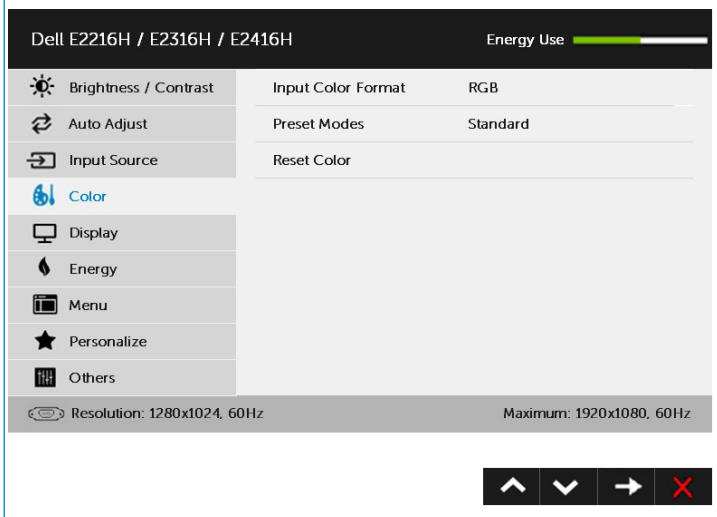 Dell E2216H / E2316H / E2416H Energy Use
Brightness / Contrast Input Color Format RGB
Auto Adjust Preset Modes Standard
Input Source Reset Color
Color
Display
Energy
Menu
Personalize
Others
Resolution: 1280x1024, 60Hz Maximum: 1920x1080, 60Hz